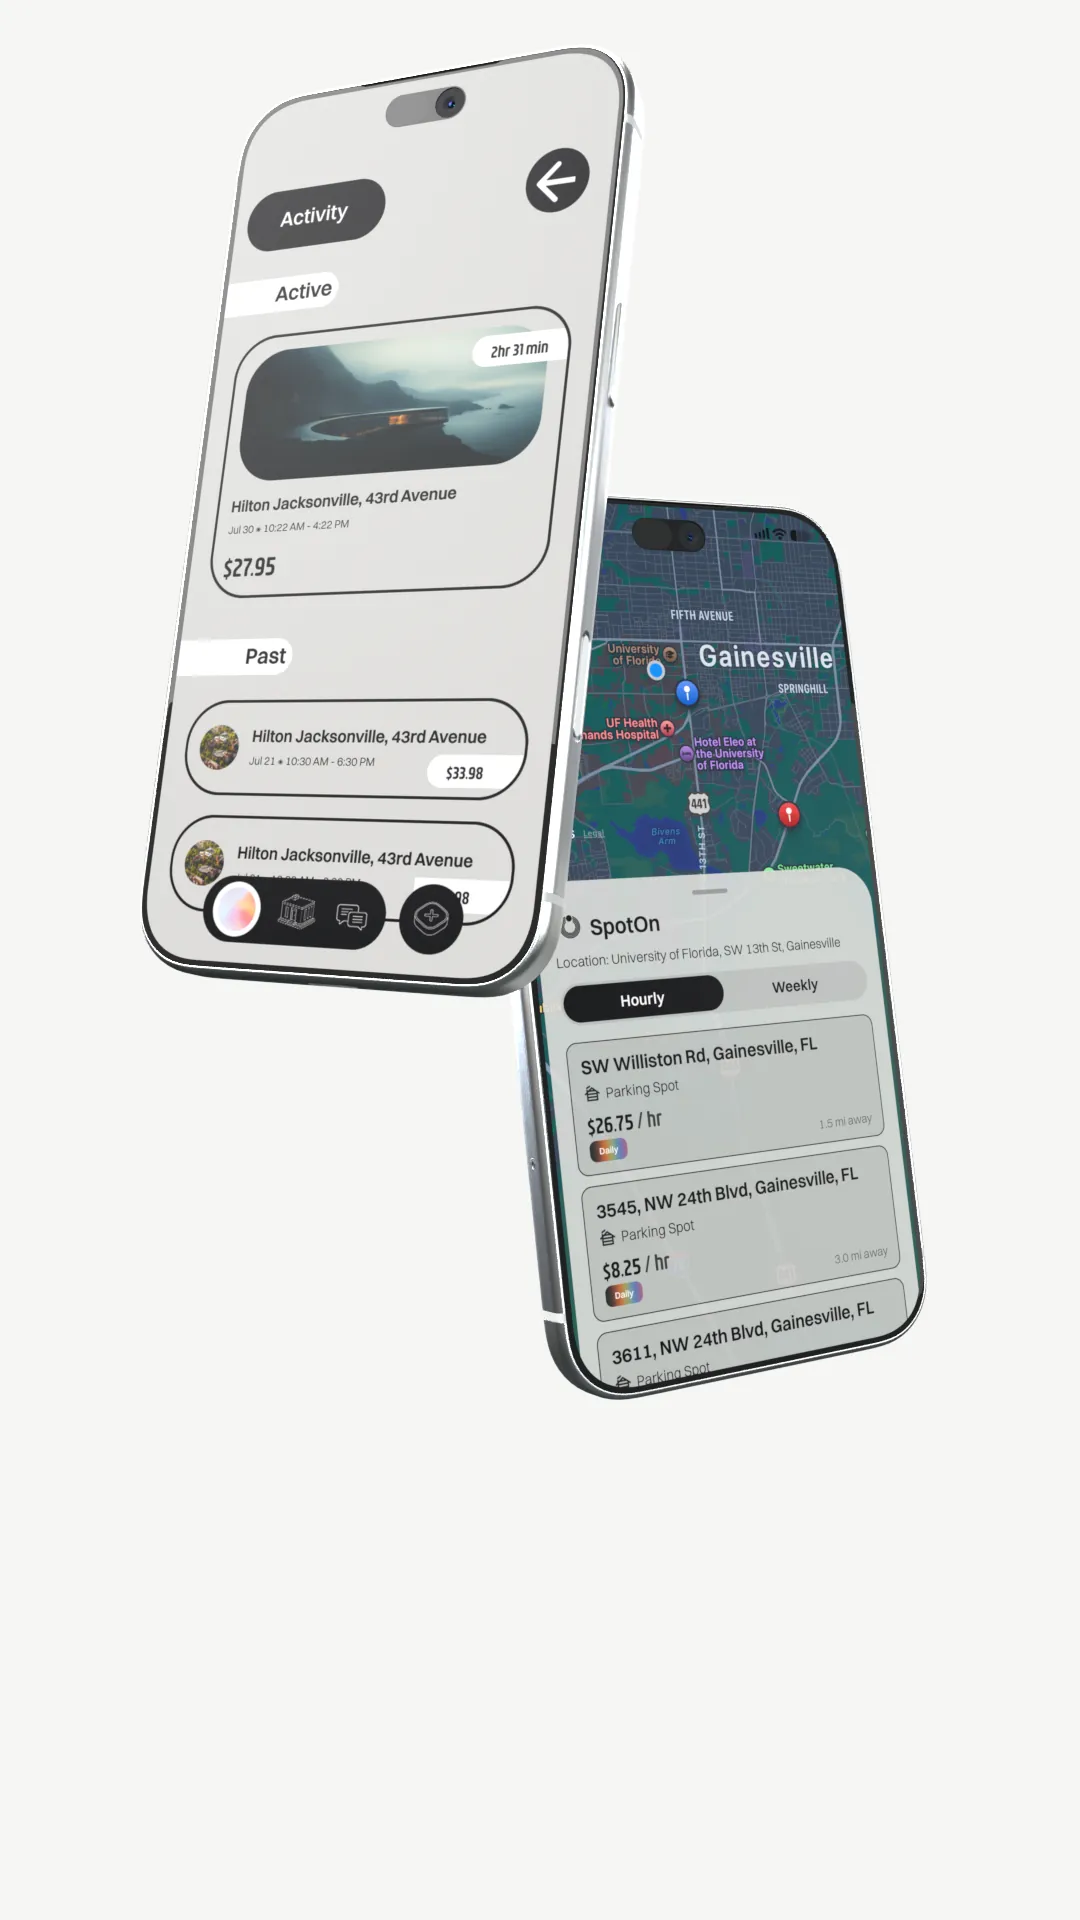 Activity
Active
2hr 31 min
Hilton Jacksonville, 43rd Avenue
Jul 30 • 10:22 AM - 4:22 PM
$27.95
Past
Hilton Jacksonville, 43rd Avenue
Jul 21 • 10:30 AM - 6:30 PM
$33.98
Hilton Jacksonville, 43rd Avenue
98
FIFTH AVENUE
University
of Florida
Gainesville
SPRINGHILL
UF Health
hands Hospital
Hotel Eleo at
the University
of Florida
441
Legal
Bivens
Arm
13TH ST
Sweetwater
SpotOn
Location: University of Florida, SW 13th St, Gainesville
Hourly
Weekly
SW Williston Rd, Gainesville, FL
Parking Spot
$26.75 / hr
1.5 mi away
Daily
3545, NW 24th Blvd, Gainesville, FL
Parking Spot
$8.25 / hr
3.0 mi away
Daily
3611, NW 24th Blvd, Gainesville, FL
Parking Spot